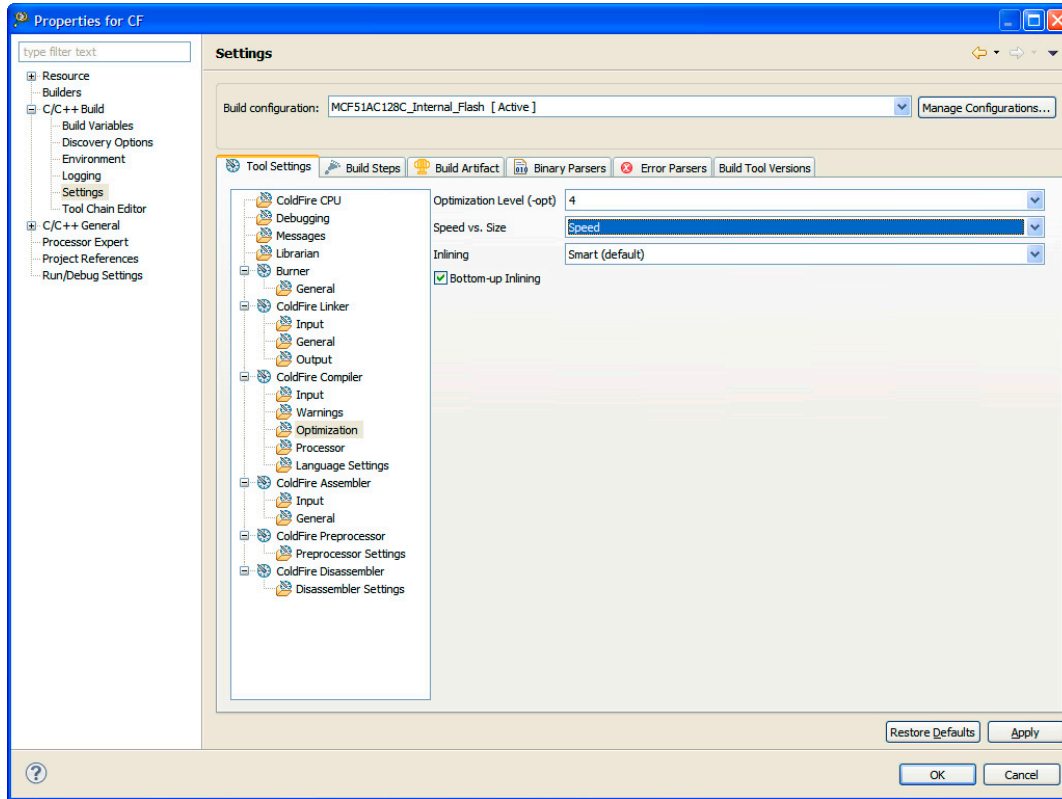 Properties for CF
type filter text
Resource
Builders
C/C++ Build
Build Variables
Discovery Options
Environment
Logging
Settings
Tool Chain Editor
C/C++ General
Processor Expert
Project References
Run/Debug Settings
Settings
Build configuration: MCF51AC128C_Internal_Flash [ Active ] Manage Configurations...
Tool Settings Build Steps Build Artifact Binary Parsers Error Parsers Build Tool Versions
ColdFire CPU
Debugging
Messages
Librarian
Burner
General
ColdFire Linker
Input
General
Output
ColdFire Compiler
Input
Warnings
Optimization
Processor
Language Settings
ColdFire Assembler
Input
General
ColdFire Preprocessor
Preprocessor Settings
ColdFire Disassembler
Disassembler Settings
Optimization Level (-opt) 4
Speed vs. Size Speed
Inlining Smart (default)
Bottom-up Inlining
Restore Defaults Apply
OK Cancel